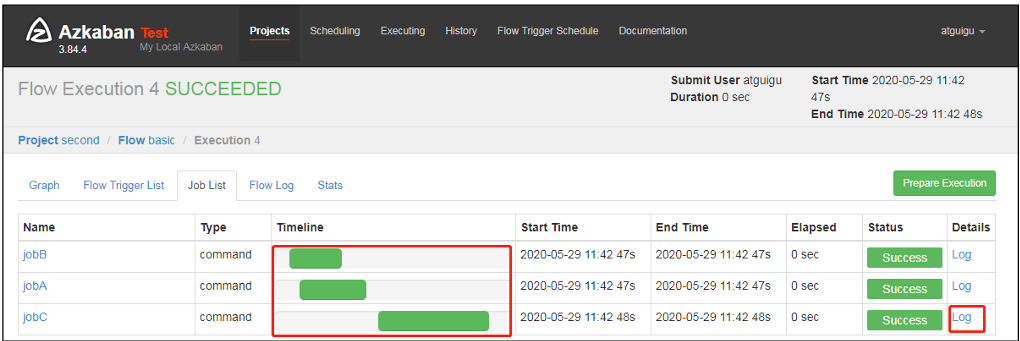 Azkaban Test
3.84.4 My Local Azkaban
Projects Scheduling Executing History Flow Trigger Schedule Documentation atguigu
Flow Execution 4 SUCCEEDED
Submit User atguigu
Duration 0 sec
Start Time 2020-05-29 11:42
47s
End Time 2020-05-29 11:42 48s
Project second / Flow basic / Execution 4
Graph Flow Trigger List Job List Flow Log Stats Prepare Execution
Name Type Timeline Start Time End Time Elapsed Status Details
jobB command 2020-05-29 11:42 47s 2020-05-29 11:42 47s 0 sec Success Log
jobA command 2020-05-29 11:42 47s 2020-05-29 11:42 47s 0 sec Success Log
jobC command 2020-05-29 11:42 48s 2020-05-29 11:42 48s 0 sec Success Log